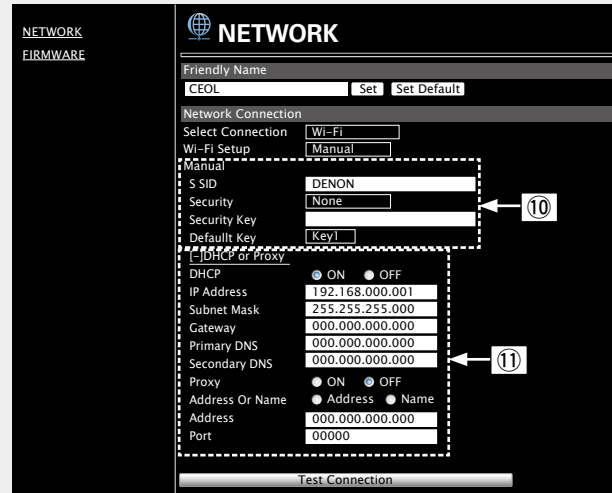 NETWORK
FIRMWARE
NETWORK
Friendly Name
CEOL Set Set Default
Network Connection
Select Connection Wi-Fi
Wi-Fi Setup Manual
Manual
S SID DENON
Security None
Security Key
Defaullt Key Key1
⑩
[-]DHCP or Proxy
DHCP ON OFF
IP Address 192.168.000.001
Subnet Mask 255.255.255.000
Gateway 000.000.000.000
Primary DNS 000.000.000.000
Secondary DNS 000.000.000.000
⑪
Proxy ON OFF
Address Or Name Address Name
Address 000.000.000.000
Port 00000
Test Connection